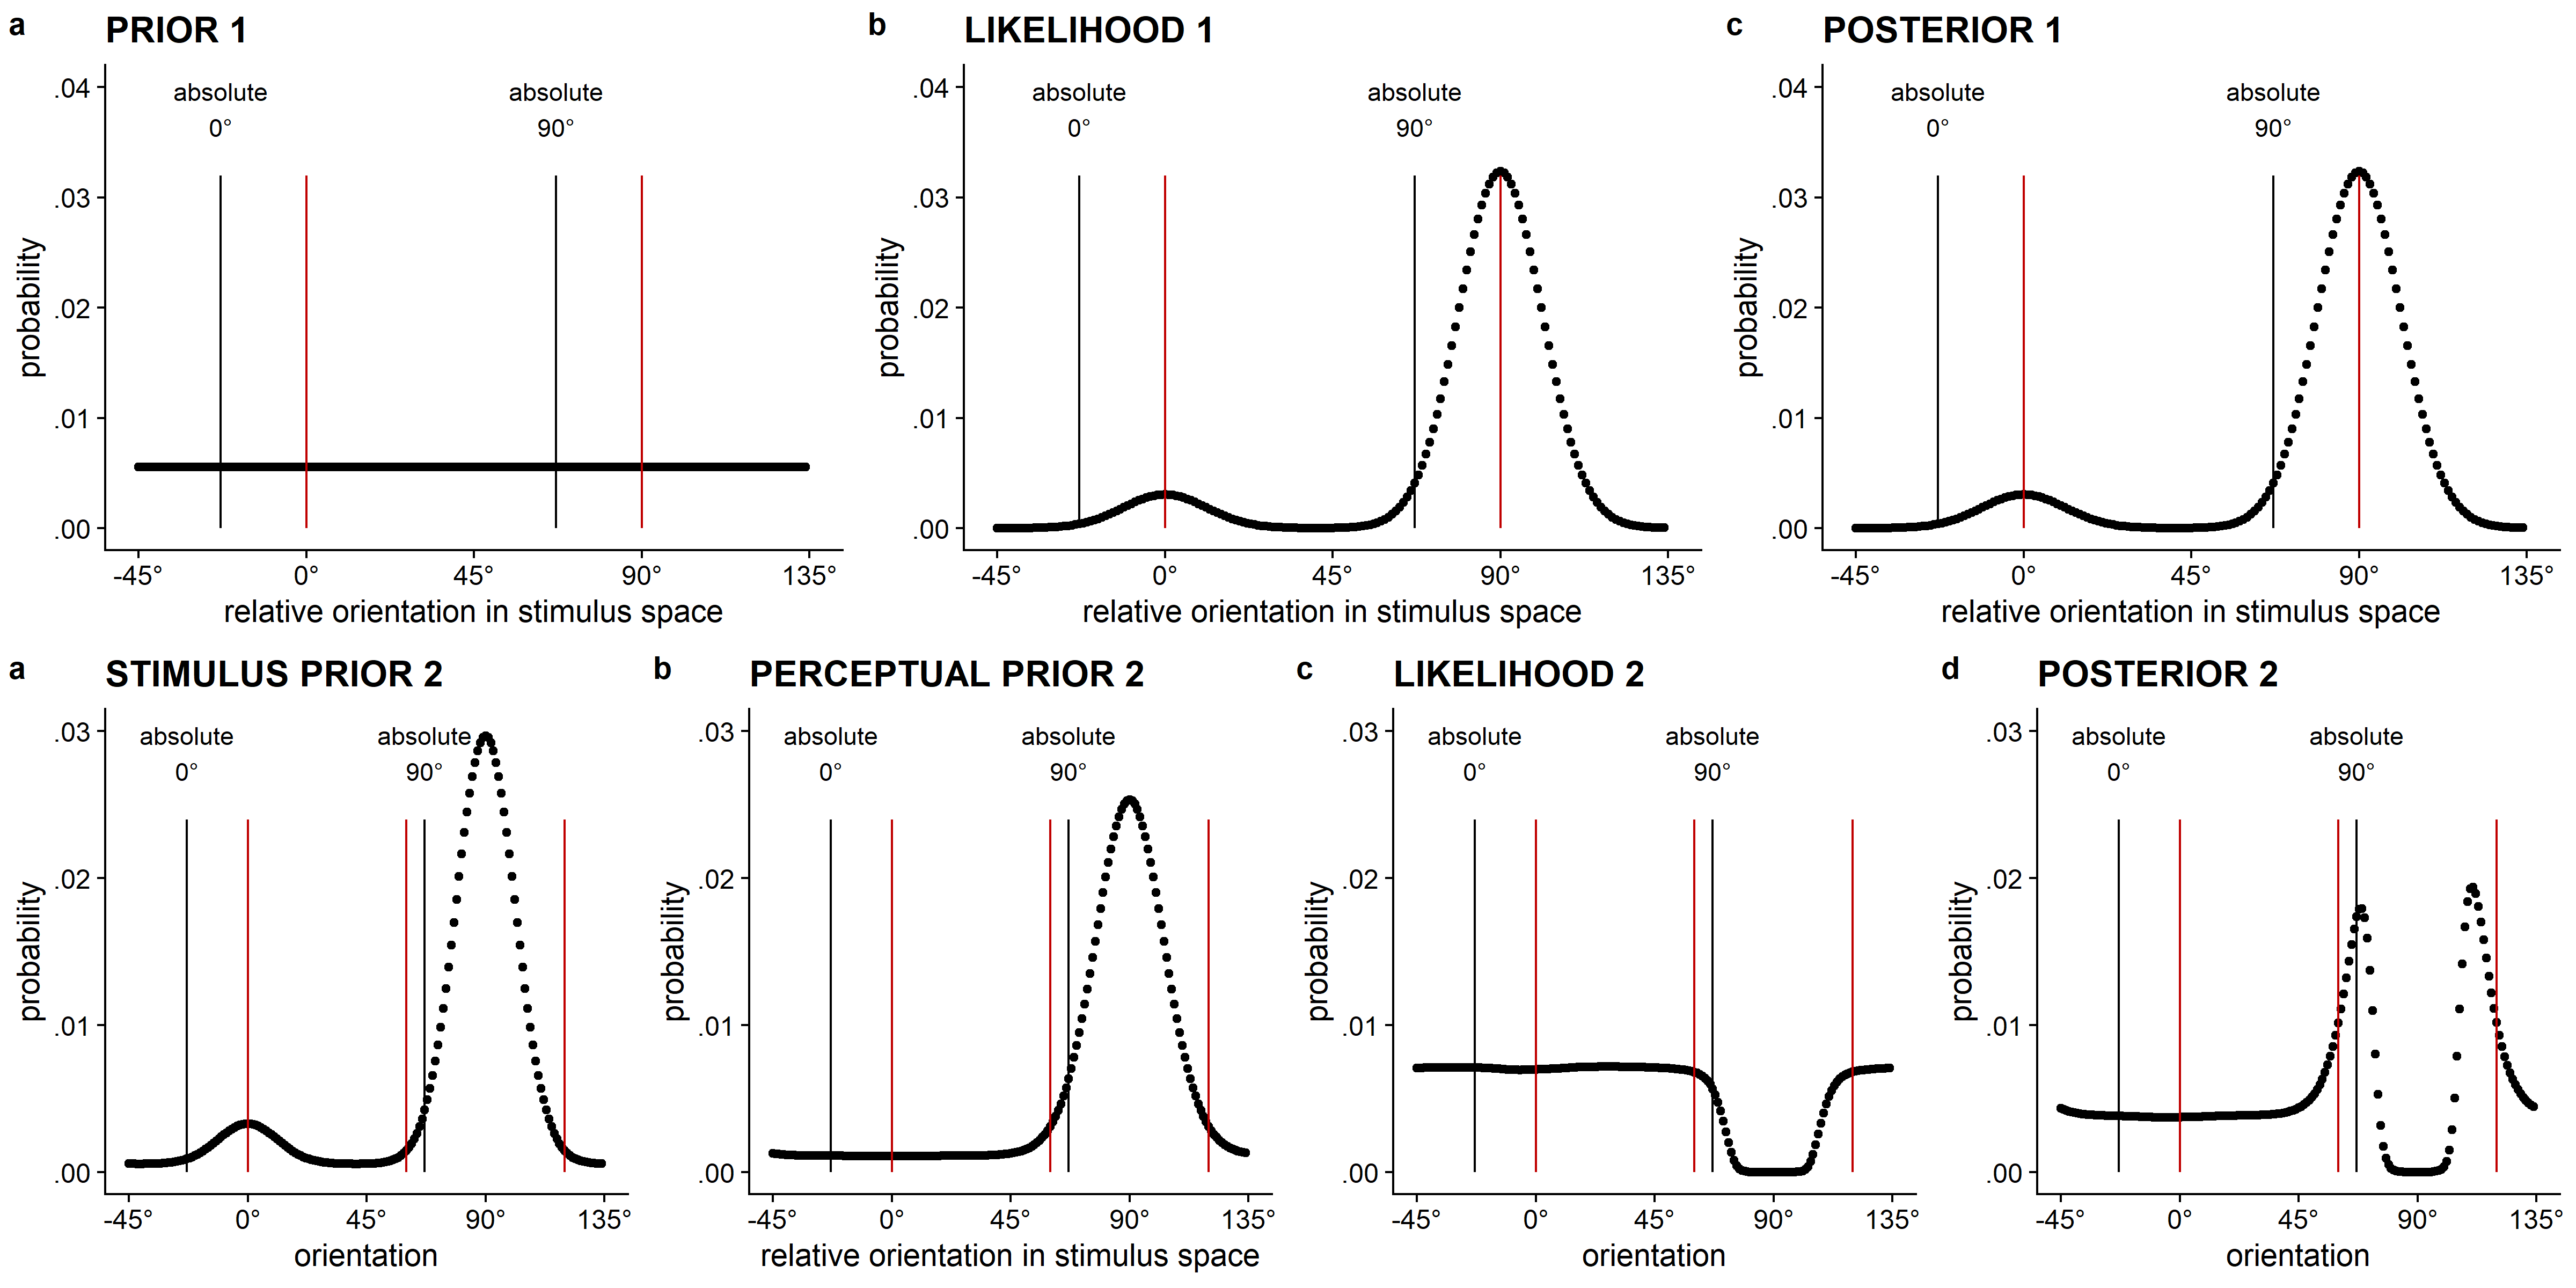 a PRIOR 1
.04
.03
.02
.01
.00
probability
absolute
0°
absolute
90°
-45° 0° 45° 90° 135°
relative orientation in stimulus space
b LIKELIHOOD 1
.04
.03
.02
.01
.00
probability
absolute
0°
absolute
90°
-45° 0° 45° 90° 135°
relative orientation in stimulus space
c POSTERIOR 1
.04
.03
.02
.01
.00
probability
absolute
0°
absolute
90°
-45° 0° 45° 90° 135°
relative orientation in stimulus space
a STIMULUS PRIOR 2
.03
.02
.01
.00
probability
absolute
0°
absolute
90°
-45° 0° 45° 90° 135°
orientation
b PERCEPTUAL PRIOR 2
.03
.02
.01
.00
probability
absolute
0°
absolute
90°
-45° 0° 45° 90° 135°
relative orientation in stimulus space
c LIKELIHOOD 2
.03
.02
.01
.00
probability
absolute
0°
absolute
90°
-45° 0° 45° 90° 135°
orientation
d POSTERIOR 2
.03
.02
.01
.00
probability
absolute
0°
absolute
90°
-45° 0° 45° 90° 135°
orientation